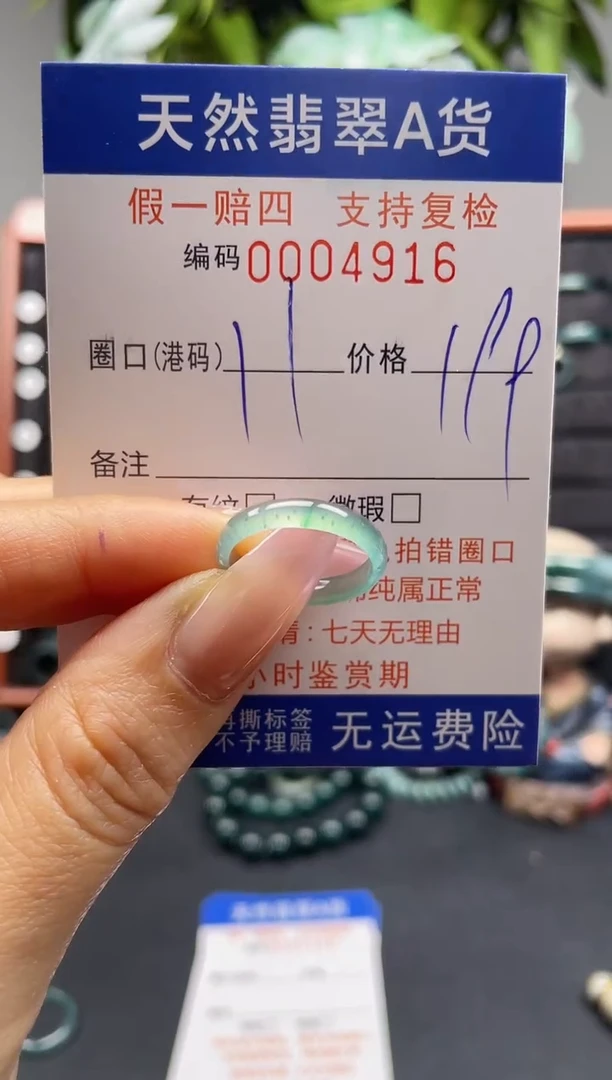 天然翡翠A货
假一赔四 支持复检
编码0004916
圈口(港码) 11 价格 119
备注
微瑕□
拍错圈口
纯属正常
:七天无理由
小时鉴赏期
撕标签
不予理赔 无运费险